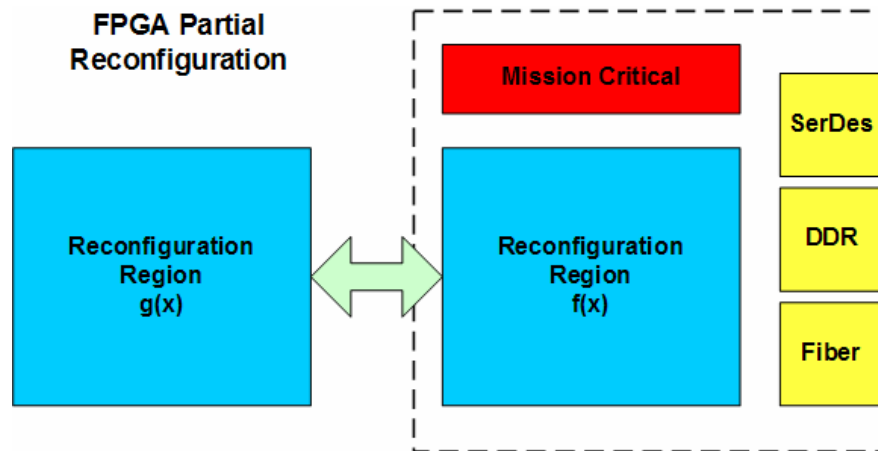 FPGA Partial
Reconfiguration
Mission Critical
SerDes
Reconfiguration
Region
g(x)
Reconfiguration
Region
f(x)
DDR
Fiber